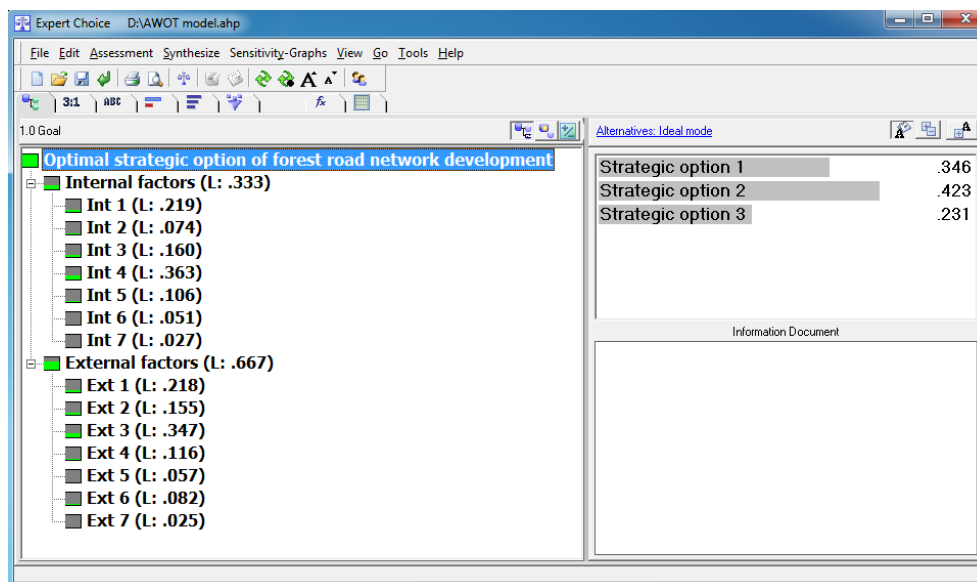 Expert Choice D:\AWOT model.ahp
File Edit Assessment Synthesize Sensitivity-Graphs View Go Tools Help
3:1 ABC fx
1.0 Goal
Optimal strategic option of forest road network development
Internal factors (L: .333)
Int 1 (L: .219)
Int 2 (L: .074)
Int 3 (L: .160)
Int 4 (L: .363)
Int 5 (L: .106)
Int 6 (L: .051)
Int 7 (L: .027)
External factors (L: .667)
Ext 1 (L: .218)
Ext 2 (L: .155)
Ext 3 (L: .347)
Ext 4 (L: .116)
Ext 5 (L: .057)
Ext 6 (L: .082)
Ext 7 (L: .025)
Alternatives: Ideal mode
Strategic option 1 .346
Strategic option 2 .423
Strategic option 3 .231
Information Document